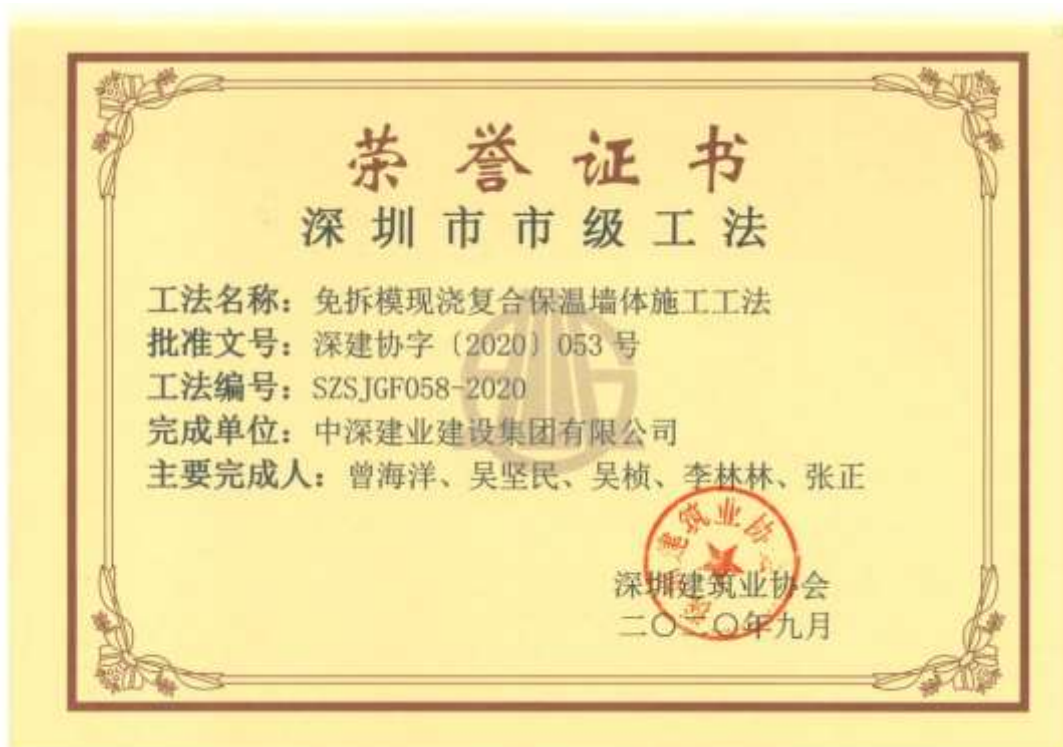 荣誉证书
深圳市市级工法
工法名称：免拆模现浇复合保温墙体施工工法
批准文号：深建协字〔2020〕053 号
工法编号：SZSJGF058-2020
完成单位：中深建业建设集团有限公司
主要完成人：曾海洋、吴坚民、吴桢、李林林、张正
深圳建筑业协会
二〇二〇年九月